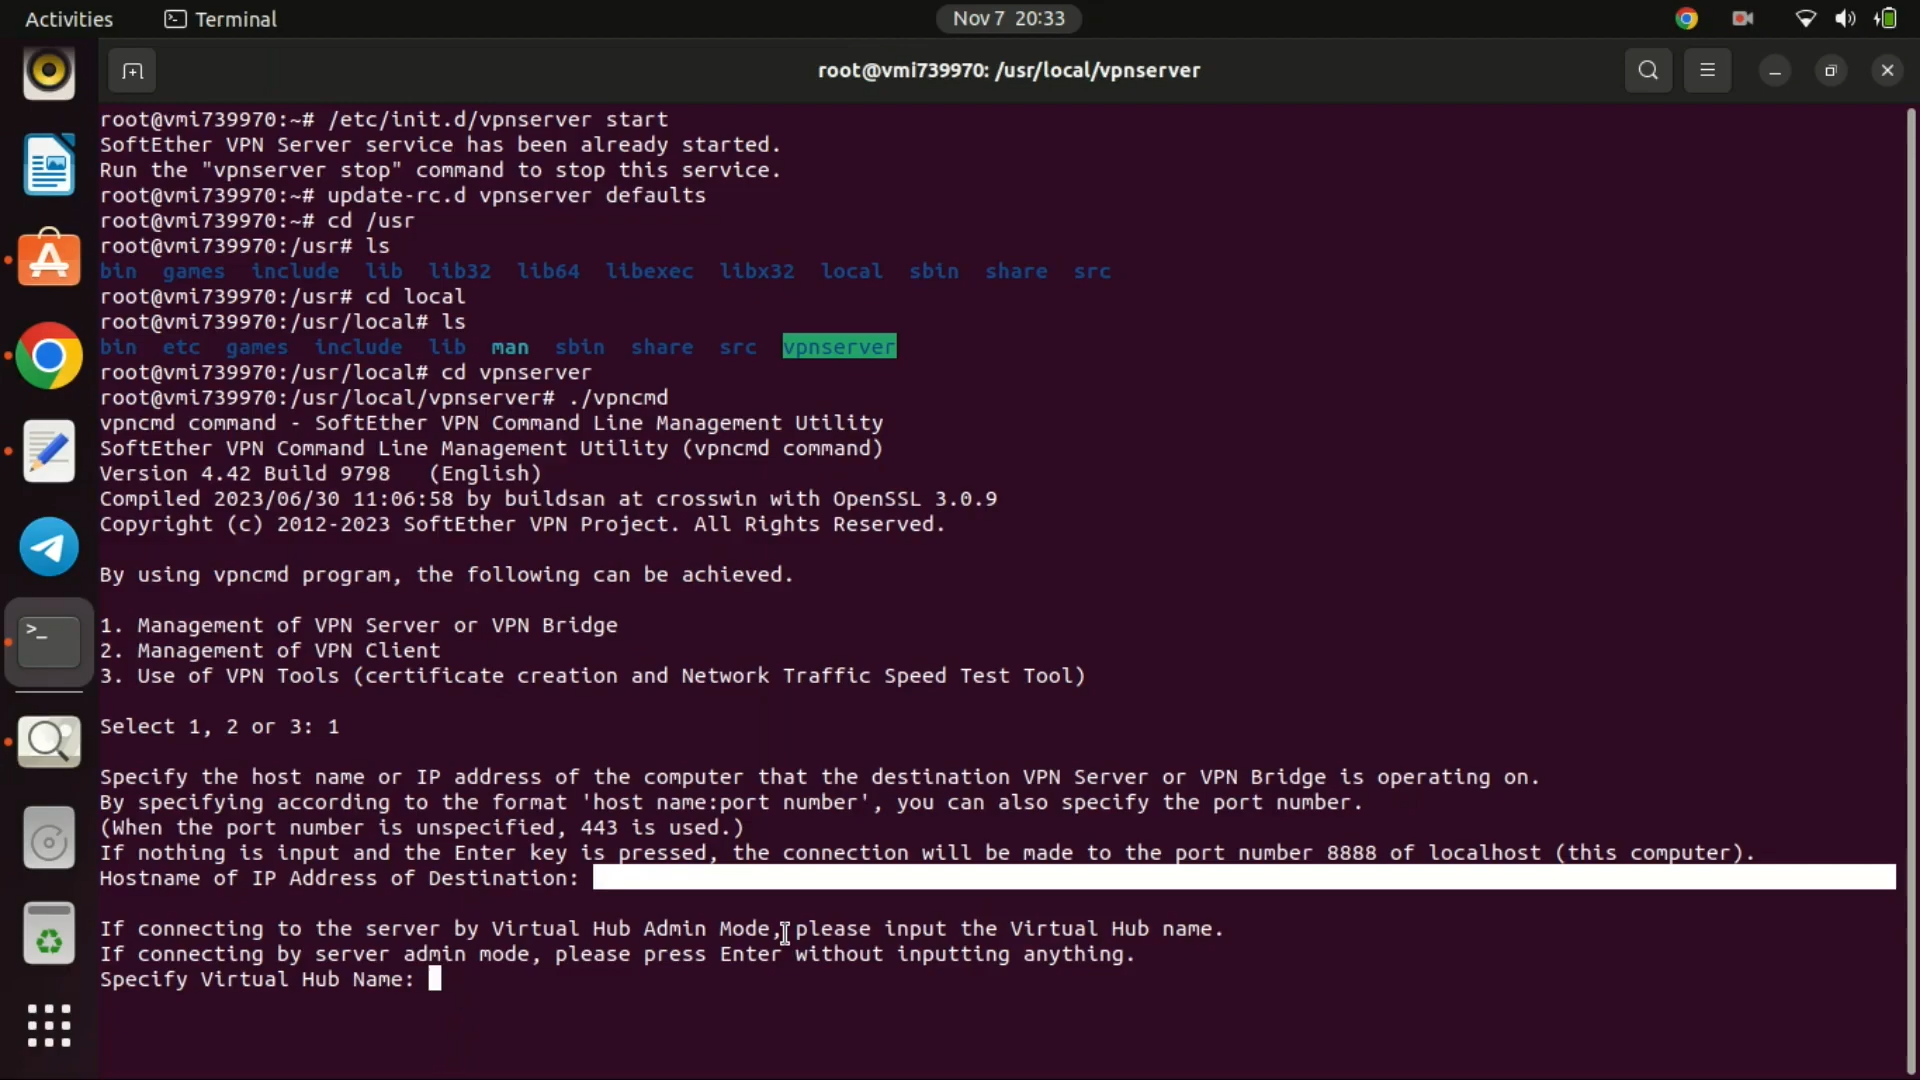 Activities
Terminal
Nov 7 20:33
root@vmi739970: /usr/local/vpnserver
root@vmi739970:~# /etc/init.d/vpnserver start
SoftEther VPN Server service has been already started.
Run the "vpnserver stop" command to stop this service.
root@vmi739970:~# update-rc.d vpnserver defaults
root@vmi739970:~# cd /usr
root@vmi739970:/usr# ls
bin games include lib lib32 lib64 libexec libx32 local sbin share src
root@vmi739970:/usr# cd local
root@vmi739970:/usr/local# ls
bin etc games include lib man sbin share src vpnserver
root@vmi739970:/usr/local# cd vpnserver
root@vmi739970:/usr/local/vpnserver# ./vpncmd
vpncmd command - SoftEther VPN Command Line Management Utility
SoftEther VPN Command Line Management Utility (vpncmd command)
Version 4.42 Build 9798 (English)
Compiled 2023/06/30 11:06:58 by buildsan at crosswin with OpenSSL 3.0.9
Copyright (c) 2012-2023 SoftEther VPN Project. All Rights Reserved.
By using vpncmd program, the following can be achieved.
1. Management of VPN Server or VPN Bridge
2. Management of VPN Client
3. Use of VPN Tools (certificate creation and Network Traffic Speed Test Tool)
Select 1, 2 or 3: 1
Specify the host name or IP address of the computer that the destination VPN Server or VPN Bridge is operating on.
By specifying according to the format 'host name:port number', you can also specify the port number.
(When the port number is unspecified, 443 is used.)
If nothing is input and the Enter key is pressed, the connection will be made to the port number 8888 of localhost (this computer).
Hostname of IP Address of Destination:
If connecting to the server by Virtual Hub Admin Mode, please input the Virtual Hub name.
If connecting by server admin mode, please press Enter without inputting anything.
Specify Virtual Hub Name: